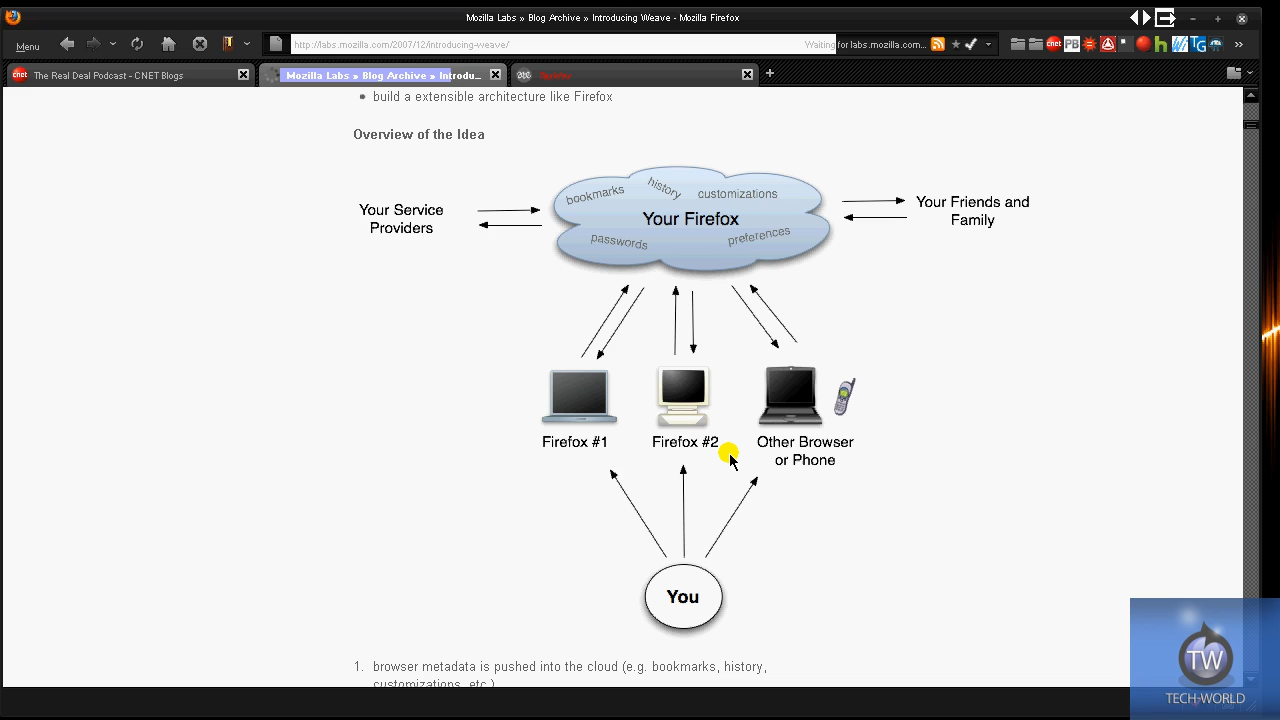 Mozilla Labs » Blog Archive » Introducing Weave - Mozilla Firefox
Menu
http://labs.mozilla.com/2007/12/introducing-weave/
Waiting for labs.mozilla.com...
cnet
PB
h
TG
»
cnet
The Real Deal Podcast - CNET Blogs
Mozilla Labs » Blog Archive » Introdu...
build a extensible architecture like Firefox
Overview of the Idea
bookmarks
history
customizations
Your Service
Providers
Your Firefox
Your Friends and
Family
passwords
preferences
Firefox #1
Firefox #2
Other Browser
or Phone
You
1. browser metadata is pushed into the cloud (e.g. bookmarks, history,
customizations, etc.)
TW
TECH-WORLD